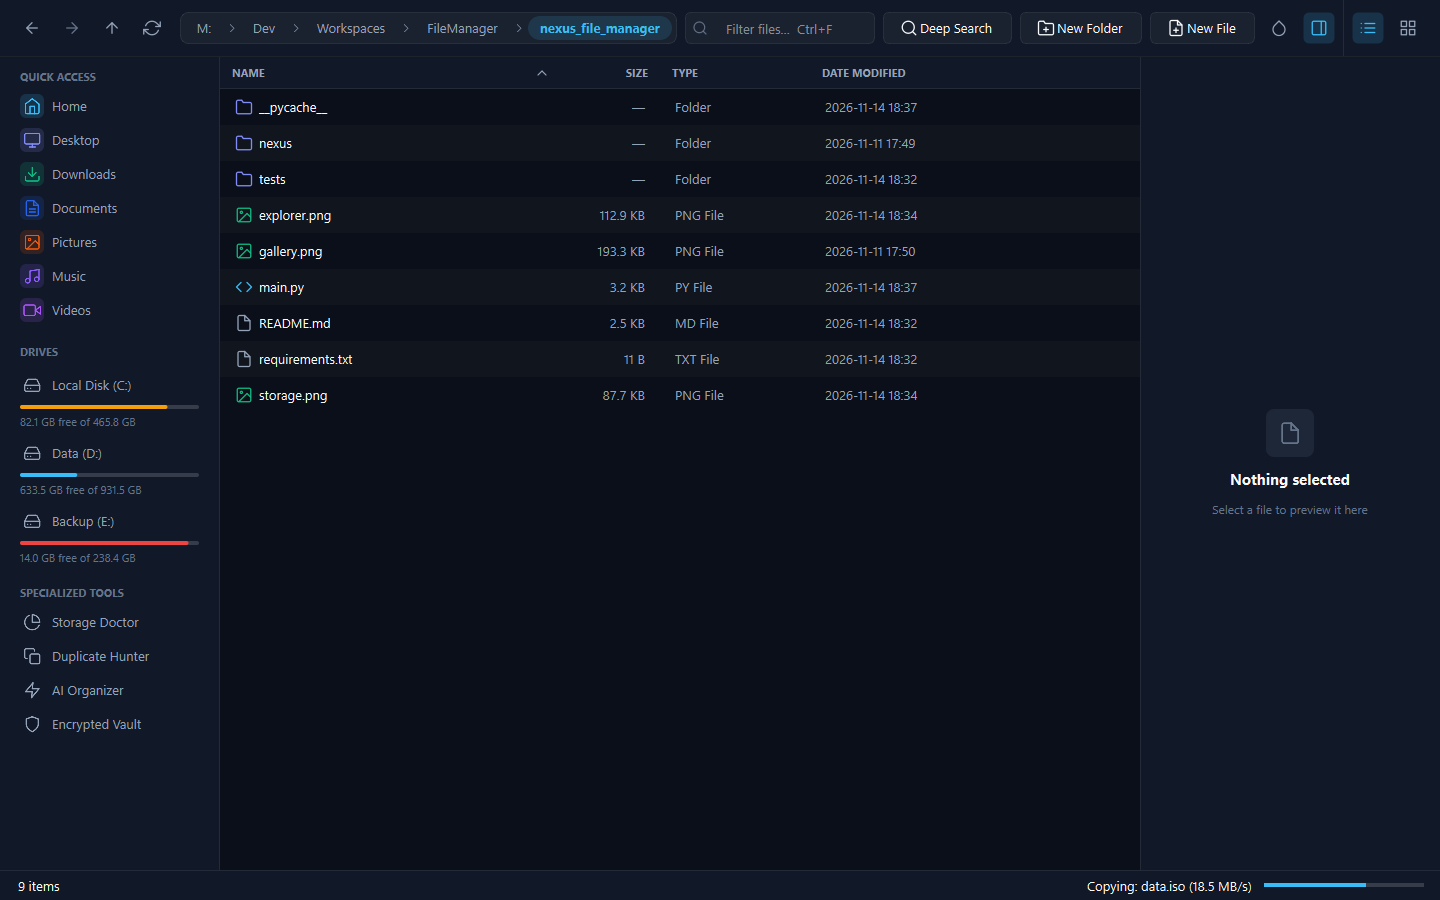 M: Dev Workspaces FileManager nexus_file_manager Filter files... Ctrl+F Deep Search New Folder New File
QUICK ACCESS
Home
Desktop
Downloads
Documents
Pictures
Music
Videos
DRIVES
Local Disk (C:)
82.1 GB free of 465.8 GB
Data (D:)
633.5 GB free of 931.5 GB
Backup (E:)
14.0 GB free of 238.4 GB
SPECIALIZED TOOLS
Storage Doctor
Duplicate Hunter
AI Organizer
Encrypted Vault
NAME SIZE TYPE DATE MODIFIED
__pycache__ — Folder 2026-11-14 18:37
nexus — Folder 2026-11-11 17:49
tests — Folder 2026-11-14 18:32
explorer.png 112.9 KB PNG File 2026-11-14 18:34
gallery.png 193.3 KB PNG File 2026-11-11 17:50
main.py 3.2 KB PY File 2026-11-14 18:37
README.md 2.5 KB MD File 2026-11-14 18:32
requirements.txt 11 B TXT File 2026-11-14 18:32
storage.png 87.7 KB PNG File 2026-11-14 18:34
Nothing selected
Select a file to preview it here
9 items
Copying: data.iso (18.5 MB/s)